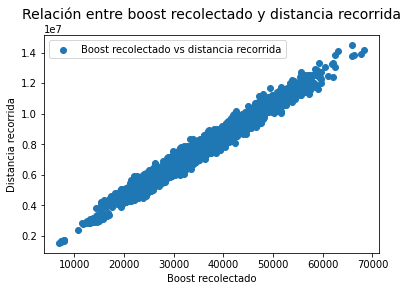 Relación entre boost recolectado y distancia recorrida
1e7
Boost recolectado vs distancia recorrida
1.4
1.2
1.0
0.8
0.6
0.4
0.2
Distancia recorrida
10000 20000 30000 40000 50000 60000 70000
Boost recolectado